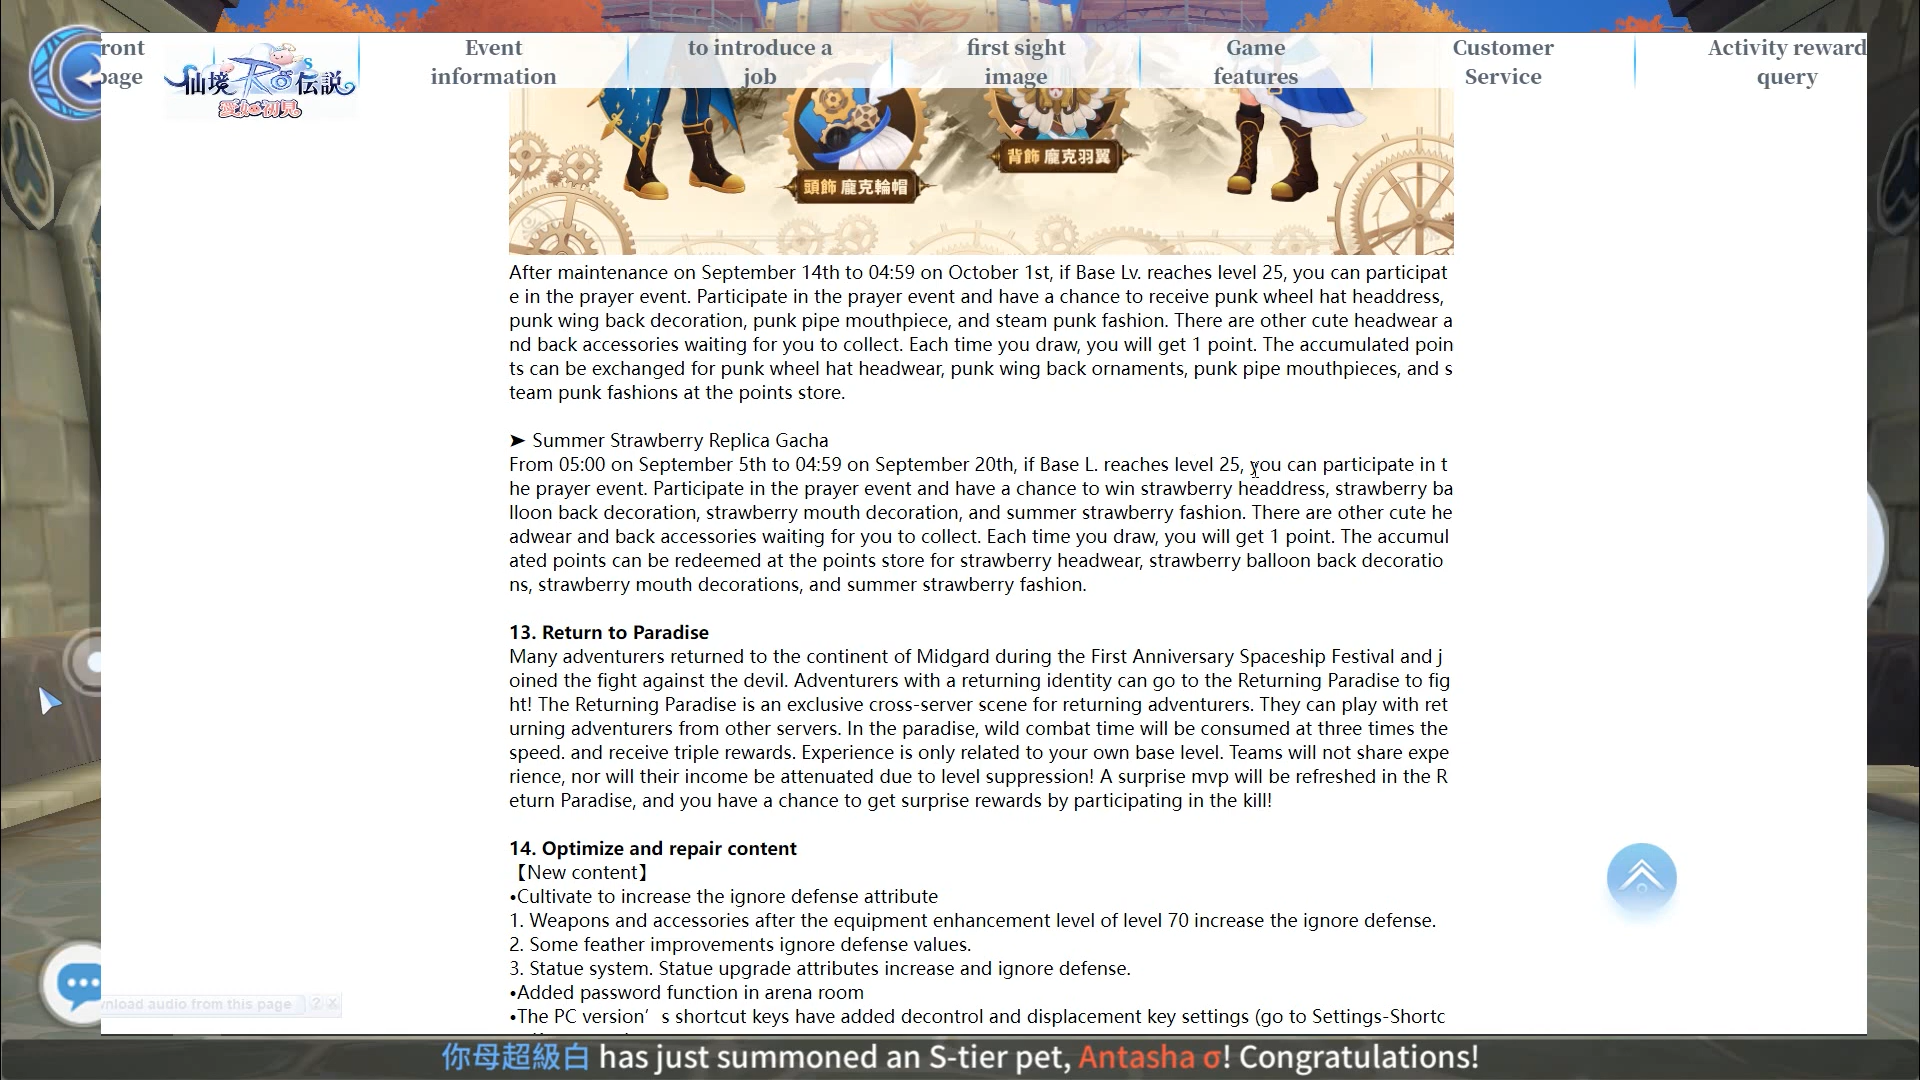 ront page
仙境RO伝説
愛如初見
s
Event information
to introduce a job
first sight image
Game features
Customer Service
Activity reward query
頭飾 龐克輪帽
背飾 龐克羽翼
After maintenance on September 14th to 04:59 on October 1st, if Base Lv. reaches level 25, you can participat
e in the prayer event. Participate in the prayer event and have a chance to receive punk wheel hat headdress,
punk wing back decoration, punk pipe mouthpiece, and steam punk fashion. There are other cute headwear a
nd back accessories waiting for you to collect. Each time you draw, you will get 1 point. The accumulated poin
ts can be exchanged for punk wheel hat headwear, punk wing back ornaments, punk pipe mouthpieces, and s
team punk fashions at the points store.
➤ Summer Strawberry Replica Gacha
From 05:00 on September 5th to 04:59 on September 20th, if Base L. reaches level 25, you can participate in t
he prayer event. Participate in the prayer event and have a chance to win strawberry headdress, strawberry ba
lloon back decoration, strawberry mouth decoration, and summer strawberry fashion. There are other cute he
adwear and back accessories waiting for you to collect. Each time you draw, you will get 1 point. The accumul
ated points can be redeemed at the points store for strawberry headwear, strawberry balloon back decoratio
ns, strawberry mouth decorations, and summer strawberry fashion.
13. Return to Paradise
Many adventurers returned to the continent of Midgard during the First Anniversary Spaceship Festival and j
oined the fight against the devil. Adventurers with a returning identity can go to the Returning Paradise to fig
ht! The Returning Paradise is an exclusive cross-server scene for returning adventurers. They can play with ret
urning adventurers from other servers. In the paradise, wild combat time will be consumed at three times the
speed. and receive triple rewards. Experience is only related to your own base level. Teams will not share expe
rience, nor will their income be attenuated due to level suppression! A surprise mvp will be refreshed in the R
eturn Paradise, and you have a chance to get surprise rewards by participating in the kill!
14. Optimize and repair content
【New content】
•Cultivate to increase the ignore defense attribute
1. Weapons and accessories after the equipment enhancement level of level 70 increase the ignore defense.
2. Some feather improvements ignore defense values.
3. Statue system. Statue upgrade attributes increase and ignore defense.
•Added password function in arena room
•The PC version’s shortcut keys have added decontrol and displacement key settings (go to Settings-Shortc
nload audio from this page ? x
你母超級白 has just summoned an S-tier pet, Antasha σ! Congratulations!